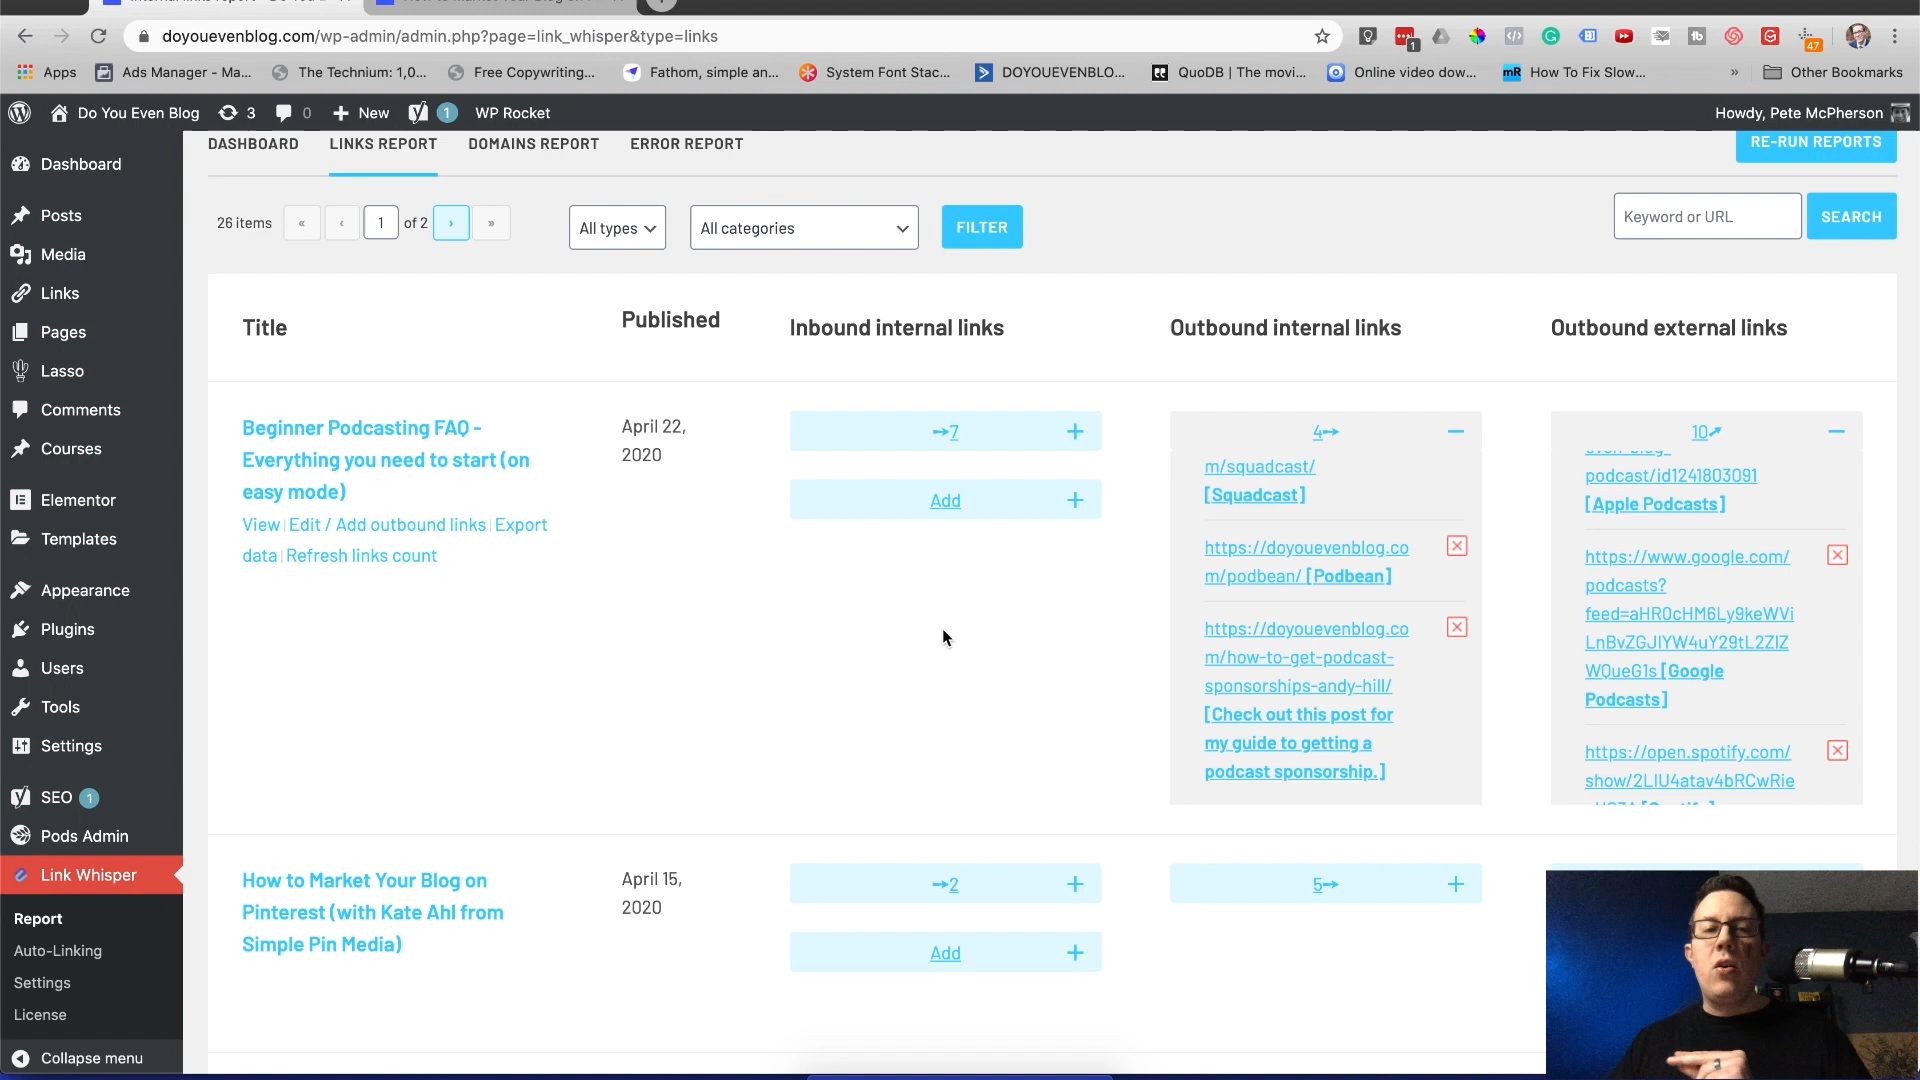 doyouevenblog.com/wp-admin/admin.php?page=link_whisper&type=links
1
47
Apps
Ads Manager - Ma...
The Technium: 1,0...
Free Copywriting...
Fathom, simple an...
System Font Stac...
DOYOUEVENBLO...
QuoDB | The movi...
Online video dow...
mR
How To Fix Slow...
»
Other Bookmarks
Do You Even Blog
3
0
New
1
WP Rocket
Howdy, Pete McPherson
Dashboard
Posts
Media
Links
Pages
Lasso
Comments
Courses
Elementor
Templates
Appearance
Plugins
Users
Tools
Settings
SEO 1
Pods Admin
Link Whisper
Report
Auto-Linking
Settings
License
Collapse menu
DASHBOARD
LINKS REPORT
DOMAINS REPORT
ERROR REPORT
RE-RUN REPORTS
26 items
«
‹
1
of 2
›
»
All types
All categories
FILTER
Keyword or URL
SEARCH
Title
Published
Inbound internal links
Outbound internal links
Outbound external links
Beginner Podcasting FAQ -
Everything you need to start (on
easy mode)
View | Edit / Add outbound links | Export
data | Refresh links count
April 22,
2020
7 +
Add +
4 −
m/squadcast/
[Squadcast]
https://doyouevenblog.co
m/podbean/ [Podbean]
https://doyouevenblog.co
m/how-to-get-podcast-
sponsorships-andy-hill/
[Check out this post for
my guide to getting a
podcast sponsorship.]
10 −
podcast/id1241803091
[Apple Podcasts]
https://www.google.com/
podcasts?
feed=aHR0cHM6Ly9keWVi
LnBvZGJlYW4uY29tL2ZlZ
WQueG1s [Google
Podcasts]
https://open.spotify.com/
show/2LIU4atav4bRCwRie
How to Market Your Blog on
Pinterest (with Kate Ahl from
Simple Pin Media)
April 15,
2020
2 +
Add +
5 +